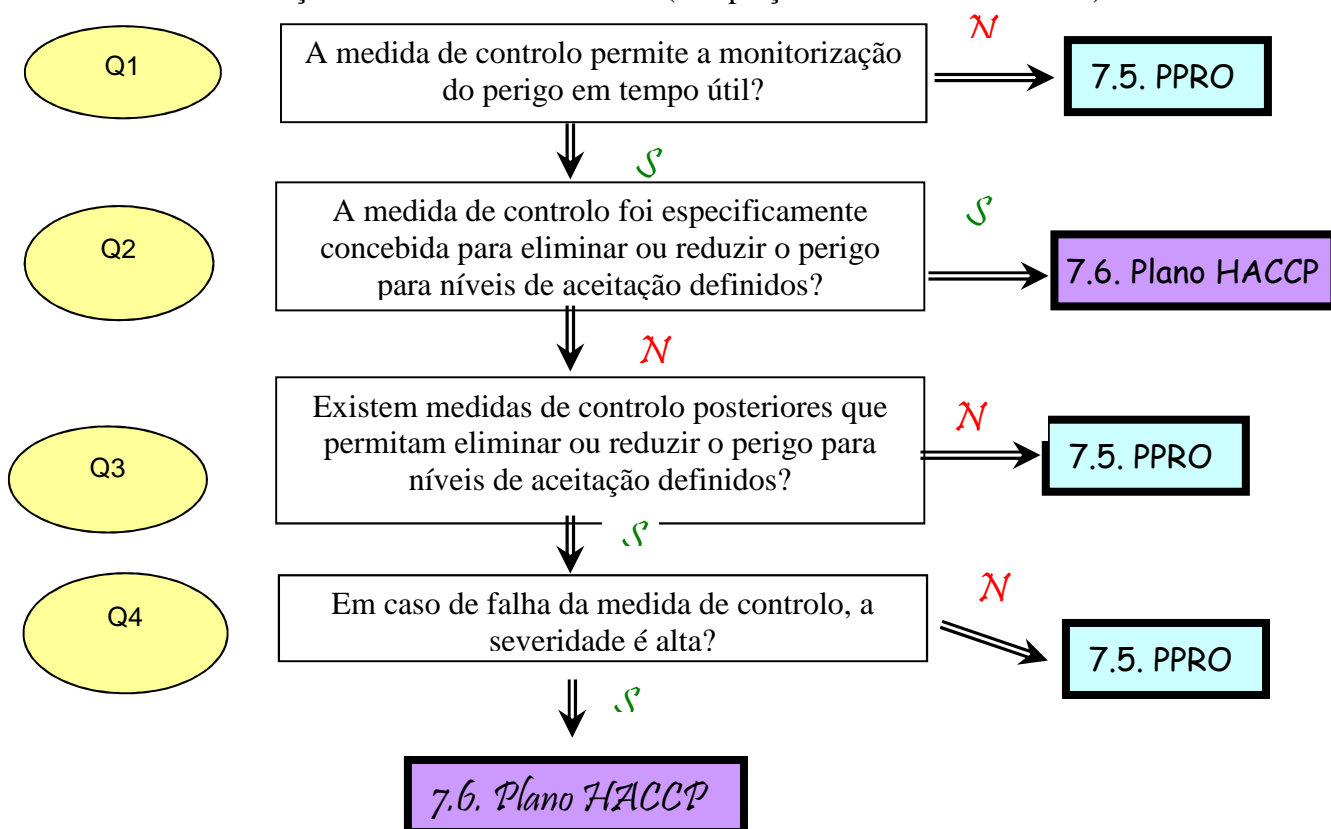 N
Q1
A medida de controlo permite a monitorização
do perigo em tempo útil?
7.5. PPRO
S
Q2
A medida de controlo foi especificamente
concebida para eliminar ou reduzir o perigo
para níveis de aceitação definidos?
S
7.6. Plano HACCP
N
Q3
Existem medidas de controlo posteriores que
permitam eliminar ou reduzir o perigo para
níveis de aceitação definidos?
N
7.5. PPRO
S
Q4
Em caso de falha da medida de controlo, a
severidade é alta?
N
7.5. PPRO
S
7.6. Plano HACCP